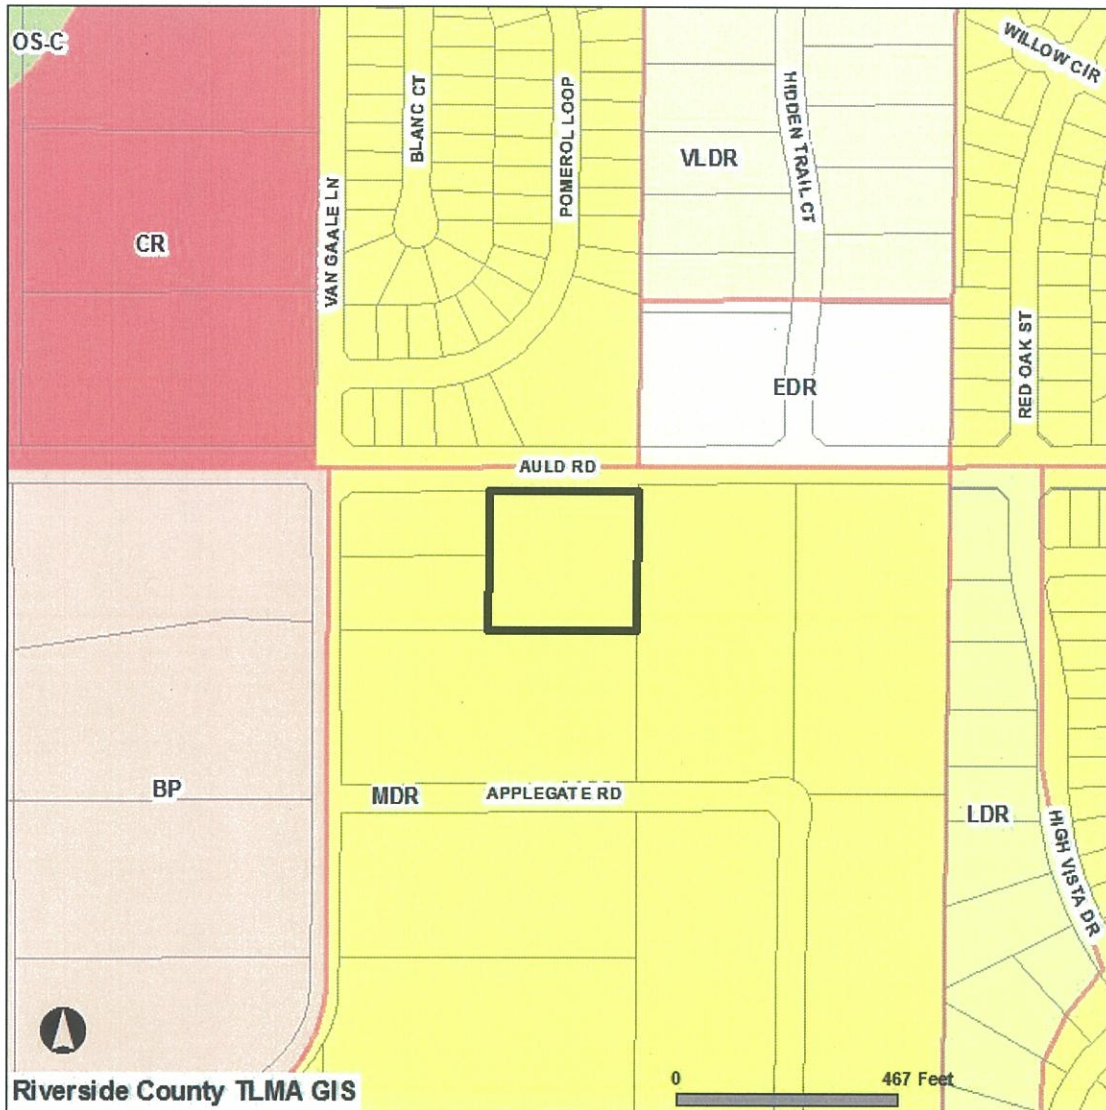 OS-C
WILLOW CIR
BLANC CT
POMEROL LOOP
HIDDEN TRAIL CT
VLDR
CR
VAN GAALE LN
RED OAK ST
EDR
AULD RD
BP
MDR
APPLEGATE RD
LDR
HIGH VISTA DR
Riverside County TLMA GIS
0
467 Feet